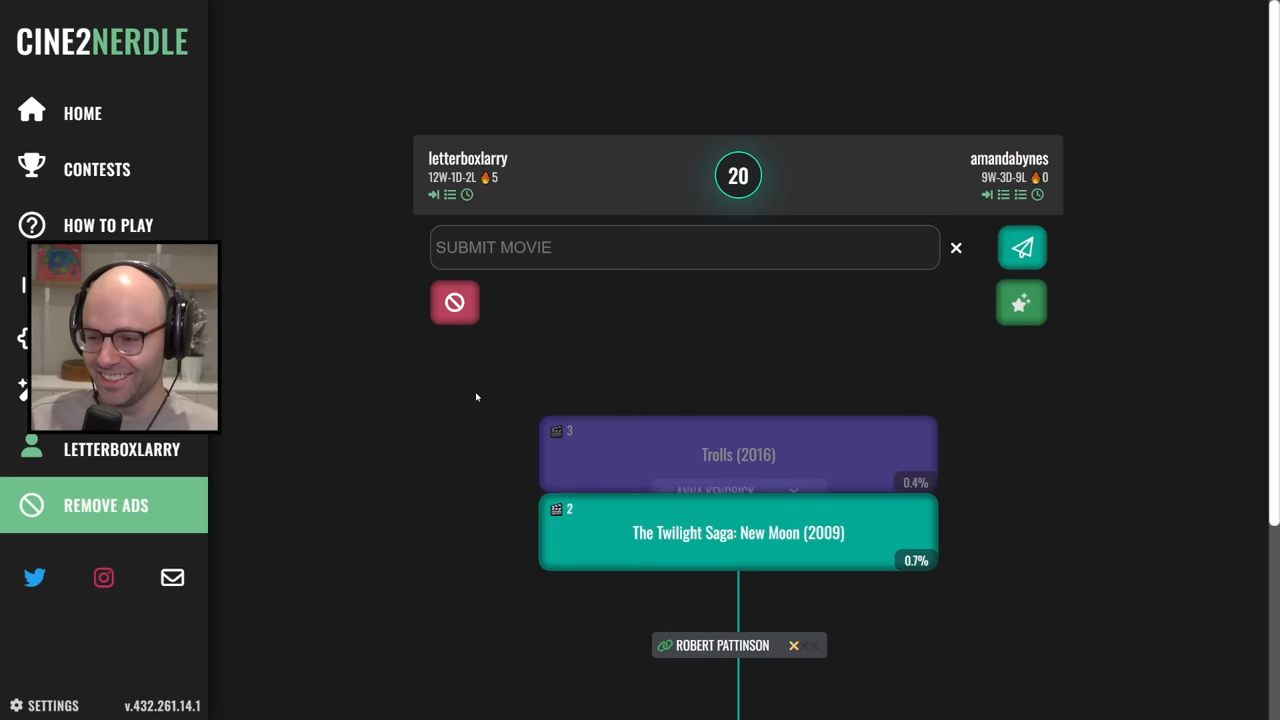 CINE2NERDLE
HOME
CONTESTS
HOW TO PLAY
LETTERBOXLARRY
REMOVE ADS
SETTINGS
v.432.261.14.1
letterboxlarry
12W-1D-2L 🔥5
20
amandabynes
9W-3D-9L 🔥0
SUBMIT MOVIE
3
Trolls (2016)
0.4%
ANNA KENDRICK
2
The Twilight Saga: New Moon (2009)
0.7%
ROBERT PATTINSON